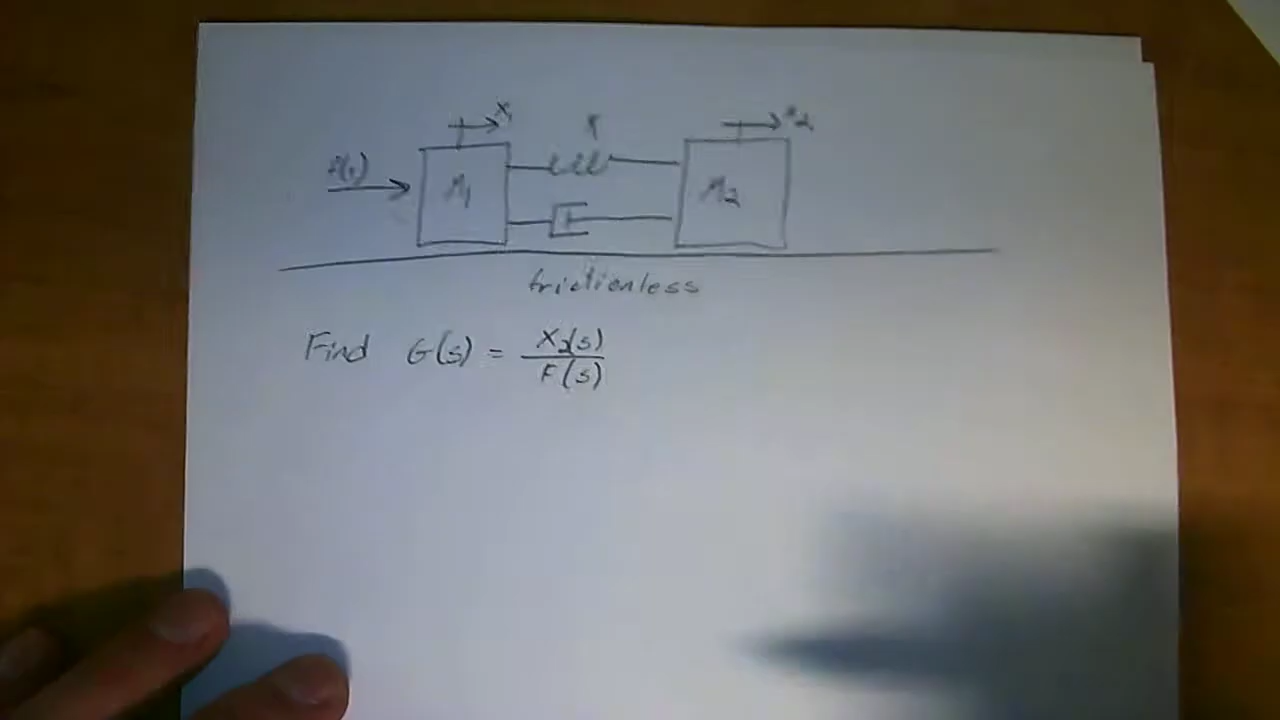 X₁ K X₂
f(t) M₁ M₂
frictionless
Find G(s) = X₂(s) / F(s)